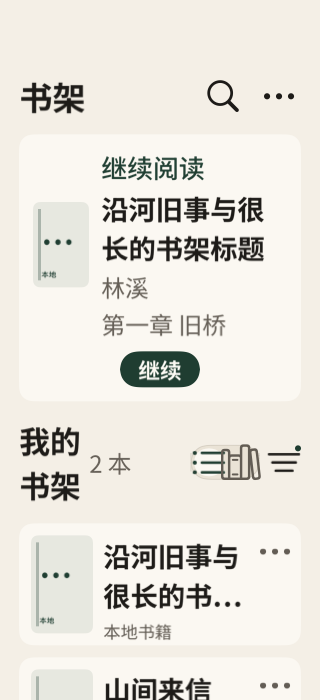 书架
继续阅读
沿河旧事与很
长的书架标题
本地
林溪
第一章 旧桥
继续
我的
书架
2 本
沿河旧事与
很长的书…
本地
本地书籍
山间来信